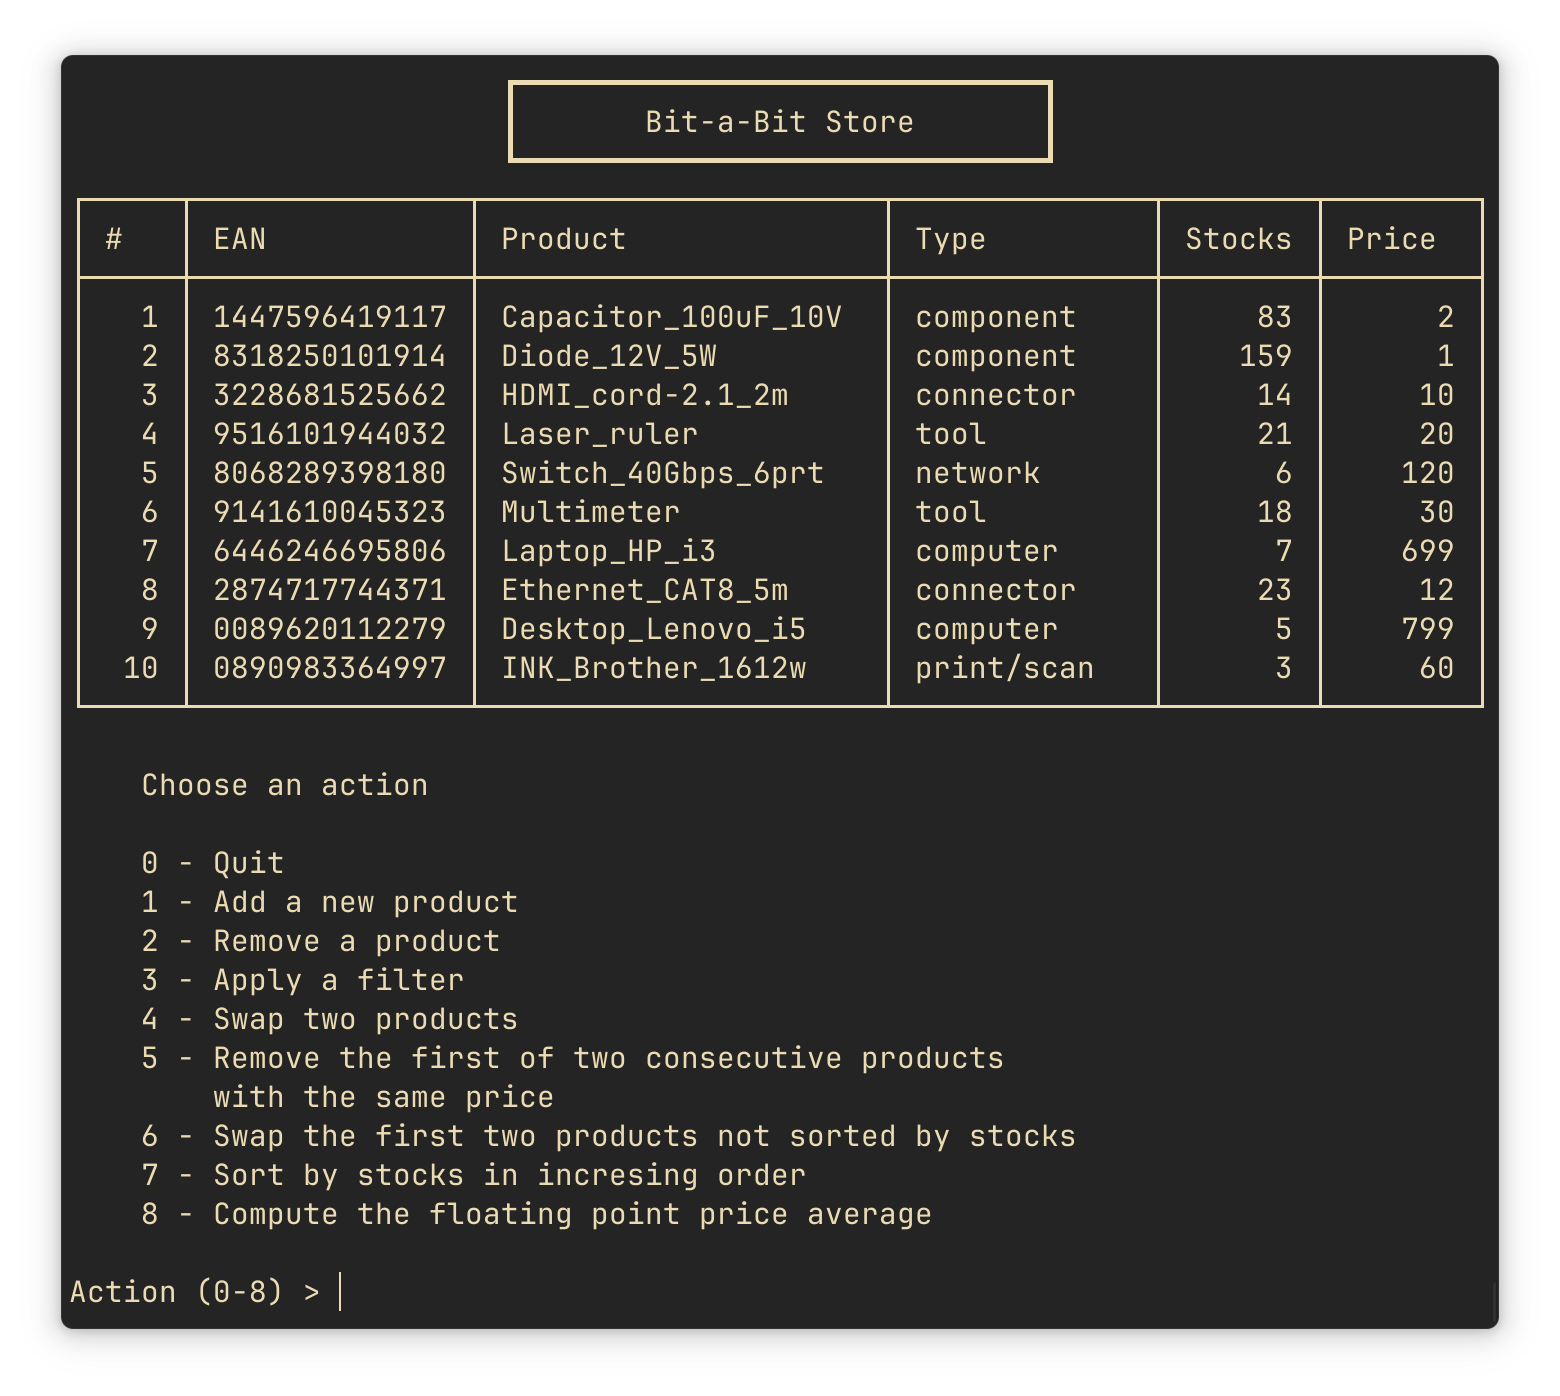 Bit-a-Bit Store
# EAN Product Type Stocks Price
1 1447596419117 Capacitor_100uF_10V component 83 2
2 8318250101914 Diode_12V_5W component 159 1
3 3228681525662 HDMI_cord-2.1_2m connector 14 10
4 9516101944032 Laser_ruler tool 21 20
5 8068289398180 Switch_40Gbps_6prt network 6 120
6 9141610045323 Multimeter tool 18 30
7 6446246695806 Laptop_HP_i3 computer 7 699
8 2874717744371 Ethernet_CAT8_5m connector 23 12
9 0089620112279 Desktop_Lenovo_i5 computer 5 799
10 0890983364997 INK_Brother_1612w print/scan 3 60
Choose an action
0 - Quit
1 - Add a new product
2 - Remove a product
3 - Apply a filter
4 - Swap two products
5 - Remove the first of two consecutive products
with the same price
6 - Swap the first two products not sorted by stocks
7 - Sort by stocks in incresing order
8 - Compute the floating point price average
Action (0-8) >